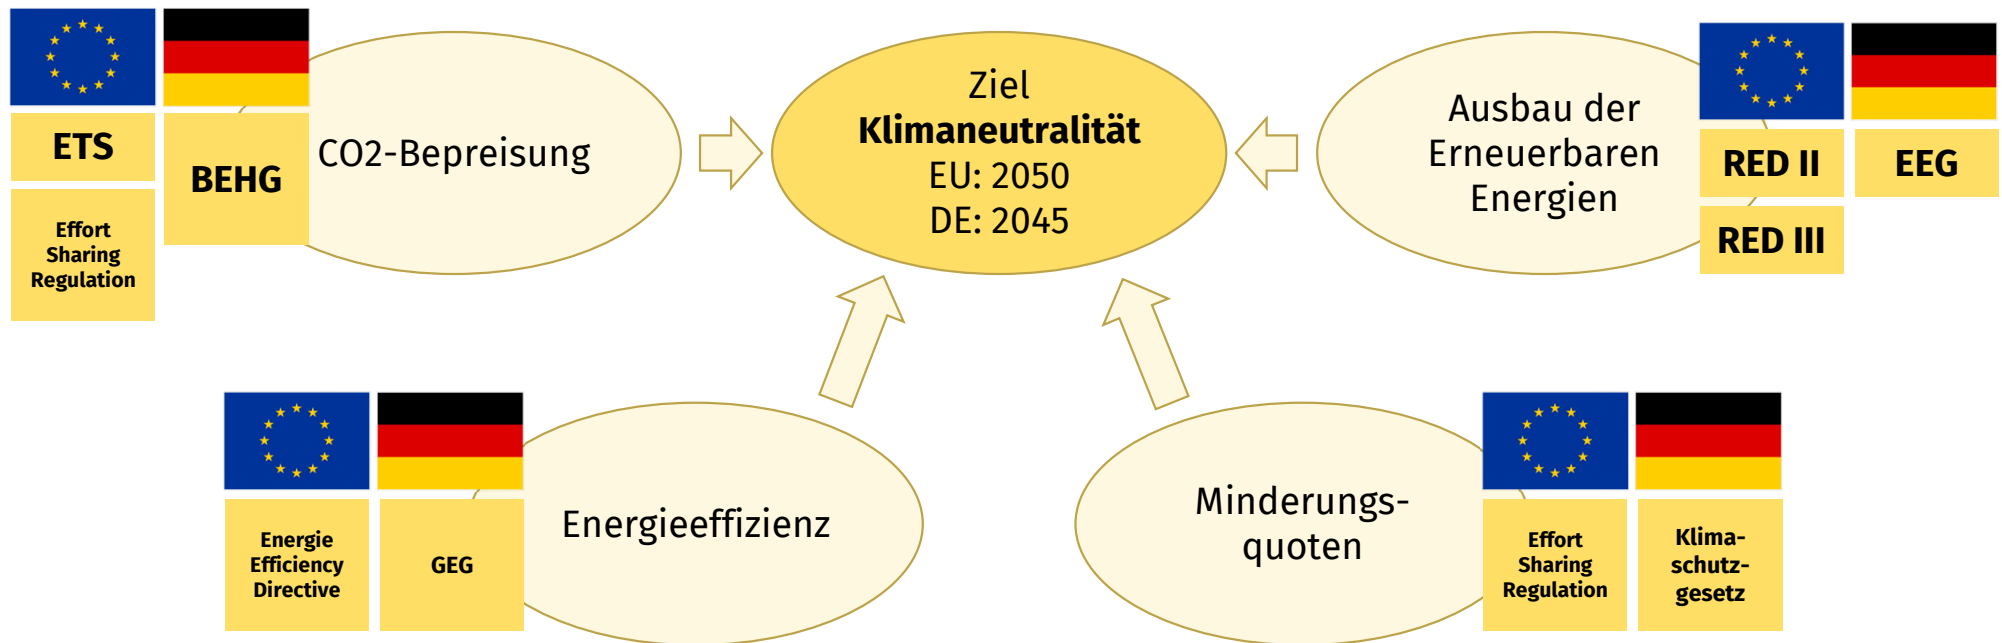 ETS
Effort
Sharing
Regulation
BEHG
CO2-Bepreisung
Ziel
Klimaneutralität
EU: 2050
DE: 2045
Ausbau der
Erneuerbaren
Energien
RED II
RED III
EEG
Energie
Efficiency
Directive
GEG
Energieeffizienz
Minderungs-
quoten
Effort
Sharing
Regulation
Klima-
schutz-
gesetz